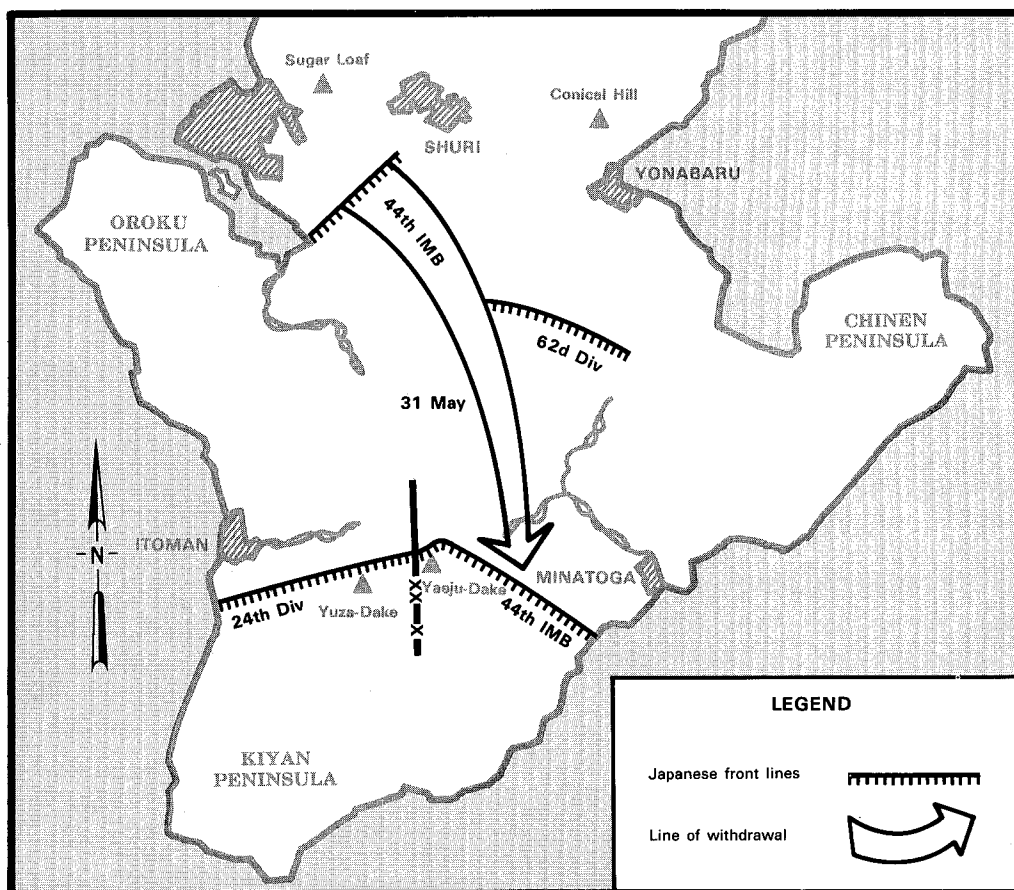 Sugar Loaf
Conical Hill
SHURI
YONABARU
OROKU
PENINSULA
44th IMB
CHINEN
PENINSULA
62d Div
31 May
N
ITOMAN
MINATOGA
Yaeju-Dake
Yuza-Dake
24th Div
XX
X
44th IMB
KIYAN
PENINSULA
LEGEND
Japanese front lines
Line of withdrawal